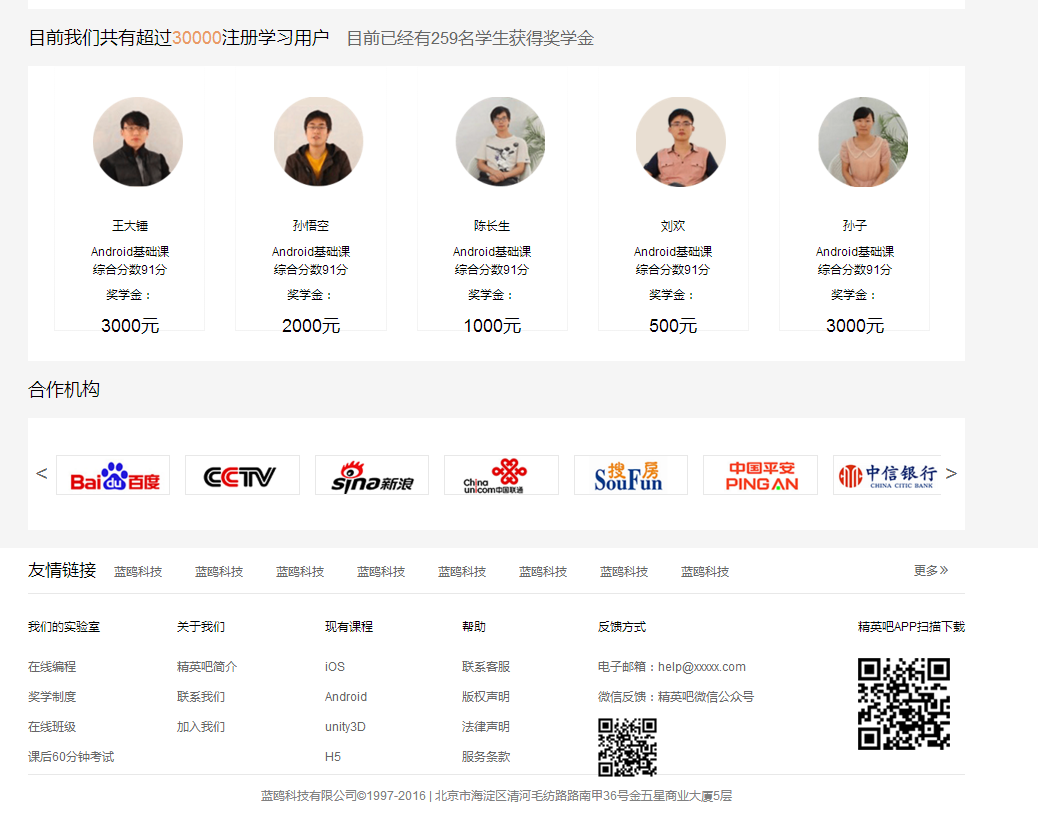 目前我们共有超过30000注册学习用户 目前已经有259名学生获得奖学金
王大锤 孙悟空 陈长生 刘欢 孙子
Android基础课 Android基础课 Android基础课 Android基础课 Android基础课
综合分数91分 综合分数91分 综合分数91分 综合分数91分 综合分数91分
奖学金： 奖学金： 奖学金： 奖学金： 奖学金：
3000元 2000元 1000元 500元 3000元
合作机构
< Bai du 百度 CCTV sina新浪 China unicom中国联通 搜房 SouFun 中国平安 PINGAN 中信银行 CHINA CITIC BANK >
友情链接 蓝鸥科技 蓝鸥科技 蓝鸥科技 蓝鸥科技 蓝鸥科技 蓝鸥科技 蓝鸥科技 蓝鸥科技 更多»
我们的实验室 关于我们 现有课程 帮助 反馈方式 精英吧APP扫描下载
在线编程 精英吧简介 iOS 联系客服 电子邮箱：help@xxxxx.com
奖学制度 联系我们 Android 版权声明 微信反馈：精英吧微信公众号
在线班级 加入我们 unity3D 法律声明
课后60分钟考试 H5 服务条款
蓝鸥科技有限公司©1997-2016 | 北京市海淀区清河毛纺路路南甲36号金五星商业大厦5层